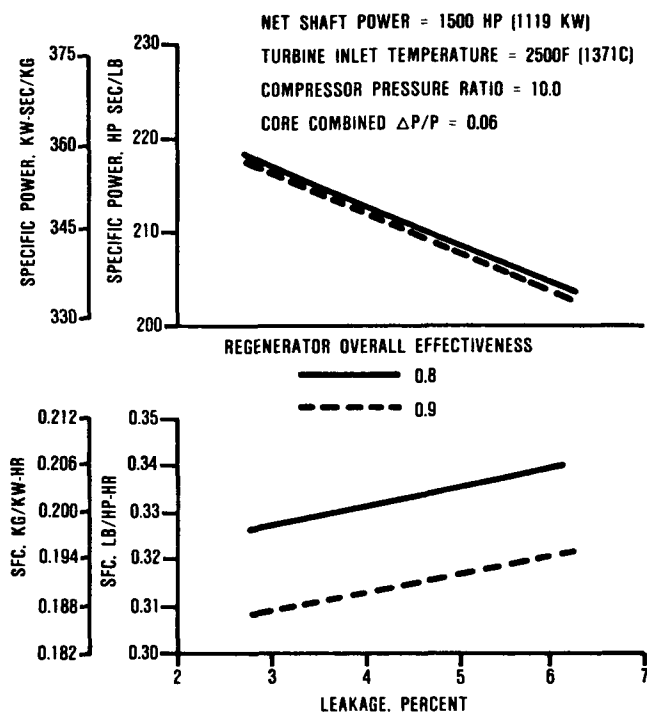 NET SHAFT POWER = 1500 HP (1119 KW)
TURBINE INLET TEMPERATURE = 2500F (1371C)
COMPRESSOR PRESSURE RATIO = 10.0
CORE COMBINED ΔP/P = 0.06
SPECIFIC POWER, KW-SEC/KG
375
360
345
330
SPECIFIC POWER, HP SEC/LB
230
220
210
200
REGENERATOR OVERALL EFFECTIVENESS
0.8
0.9
SFC, KG/KW-HR
0.212
0.206
0.200
0.194
0.188
0.182
SFC, LB/HP-HR
0.35
0.34
0.33
0.32
0.31
0.30
2 3 4 5 6 7
LEAKAGE, PERCENT